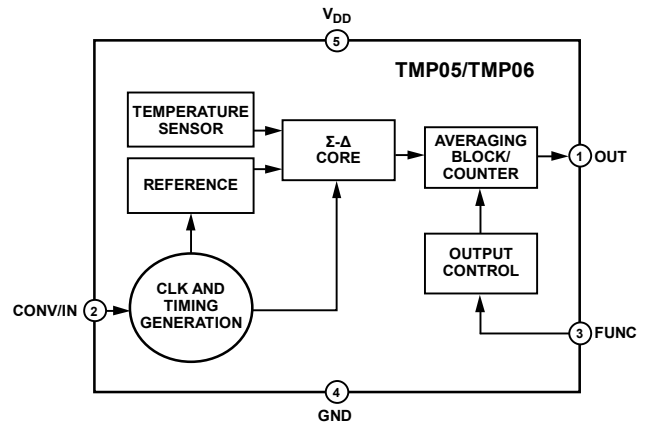 VDD
5
TMP05/TMP06
TEMPERATURE
SENSOR
Σ-Δ
CORE
AVERAGING
BLOCK/
COUNTER
1 OUT
REFERENCE
OUTPUT
CONTROL
CLK AND
TIMING
GENERATION
CONV/IN 2
3 FUNC
4
GND